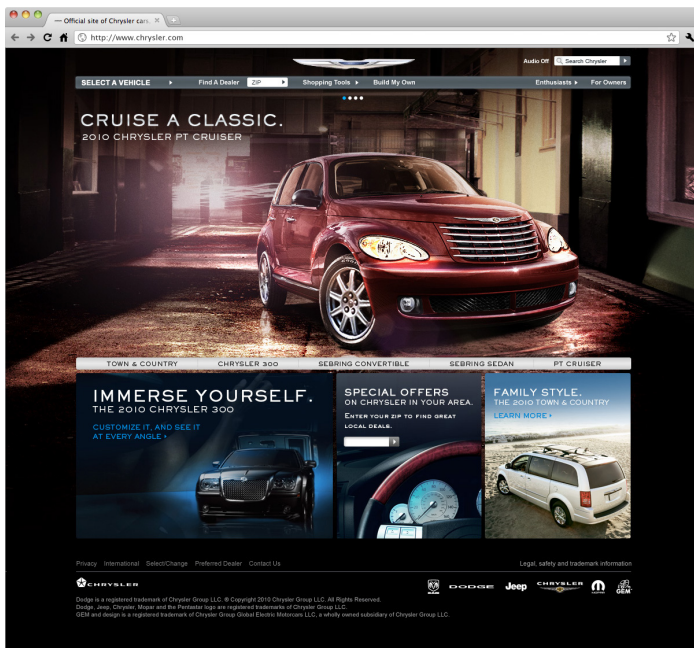 — Official site of Chrysler cars,
http://www.chrysler.com
Audio Off
Search Chrysler
SELECT A VEHICLE
Find A Dealer
ZIP
Shopping Tools
Build My Own
Enthusiasts
For Owners
CRUISE A CLASSIC.
2010 CHRYSLER PT CRUISER
TOWN & COUNTRY
CHRYSLER 300
SEBRING CONVERTIBLE
SEBRING SEDAN
PT CRUISER
IMMERSE YOURSELF.
THE 2010 CHRYSLER 300
CUSTOMIZE IT, AND SEE IT
AT EVERY ANGLE
SPECIAL OFFERS
ON CHRYSLER IN YOUR AREA.
ENTER YOUR ZIP TO FIND GREAT
LOCAL DEALS.
FAMILY STYLE.
THE 2010 TOWN & COUNTRY
LEARN MORE
Privacy
International
Select/Change
Preferred Dealer
Contact Us
Legal, safety and trademark information
CHRYSLER
DODGE
Jeep
CHRYSLER
GEM
Dodge is a registered trademark of Chrysler Group LLC. © Copyright 2010 Chrysler Group LLC. All Rights Reserved.
Dodge, Jeep, Chrysler, Mopar and the Pentastar logo are registered trademarks of Chrysler Group LLC.
GEM and design is a registered trademark of Chrysler Group Global Electric Motorcars LLC, a wholly owned subsidiary of Chrysler Group LLC.